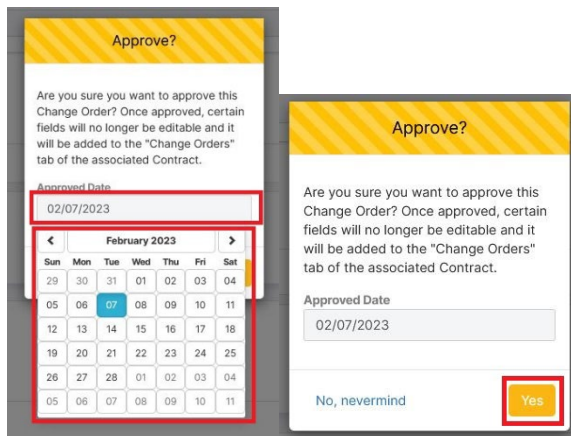 Approve?
Are you sure you want to approve this
Change Order? Once approved, certain
fields will no longer be editable and it
will be added to the "Change Orders"
tab of the associated Contract.
Approved Date
02/07/2023
February 2023
Sun Mon Tue Wed Thu Fri Sat
29 30 31 01 02 03 04
05 06 07 08 09 10 11
12 13 14 15 16 17 18
19 20 21 22 23 24 25
26 27 28 01 02 03 04
05 06 07 08 09 10 11
Approve?
Are you sure you want to approve this
Change Order? Once approved, certain
fields will no longer be editable and it
will be added to the "Change Orders"
tab of the associated Contract.
Approved Date
02/07/2023
No, nevermind Yes